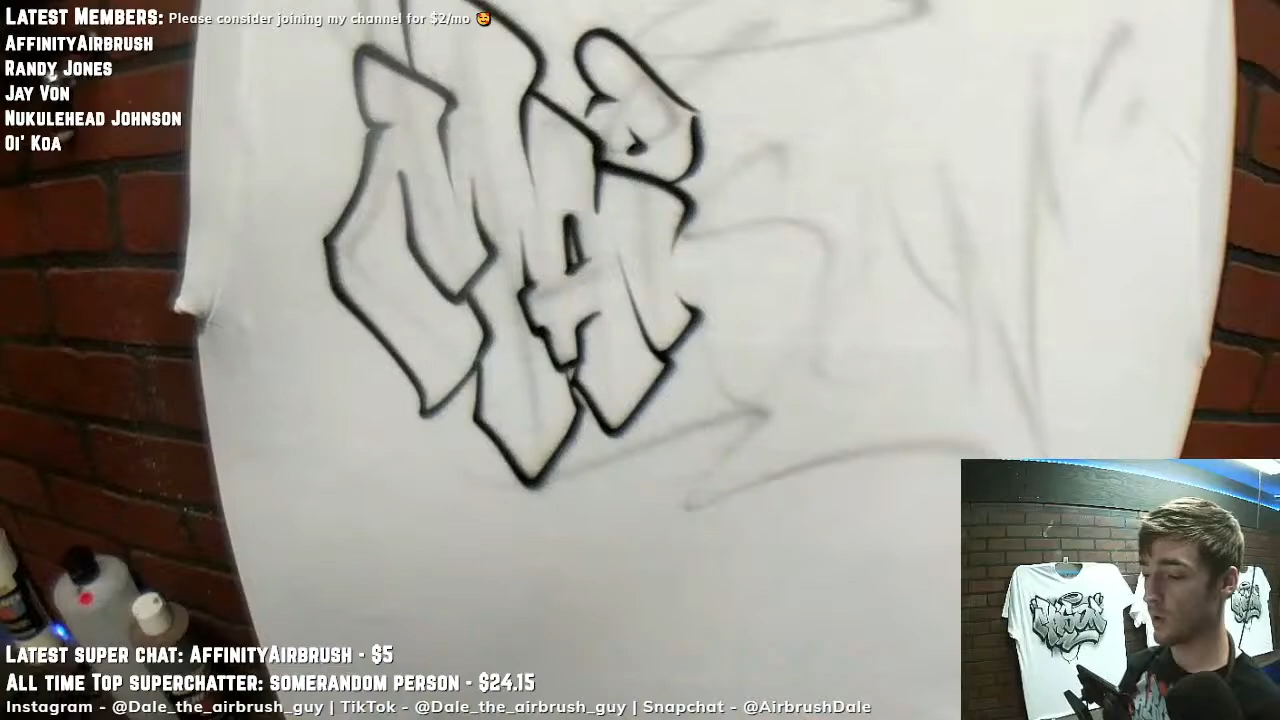 Latest Members: Please consider joining my channel for $2/mo 🥰
AffinityAirbrush
Randy Jones
Jay Von
Nukulehead Johnson
Ol' Koa
MA
Latest super chat: AffinityAirbrush - $5
All time Top superchatter: somerandom person - $24.15
Instagram - @Dale_the_airbrush_guy | TikTok - @Dale_the_airbrush_guy | Snapchat - @AirbrushDale